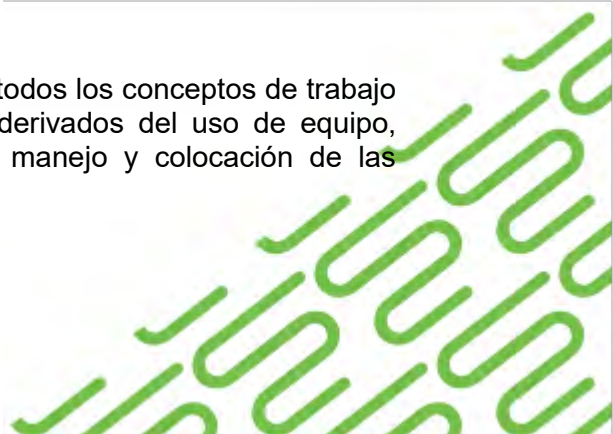 todos los conceptos de trabajo
derivados del uso de equipo,
manejo y colocación de las